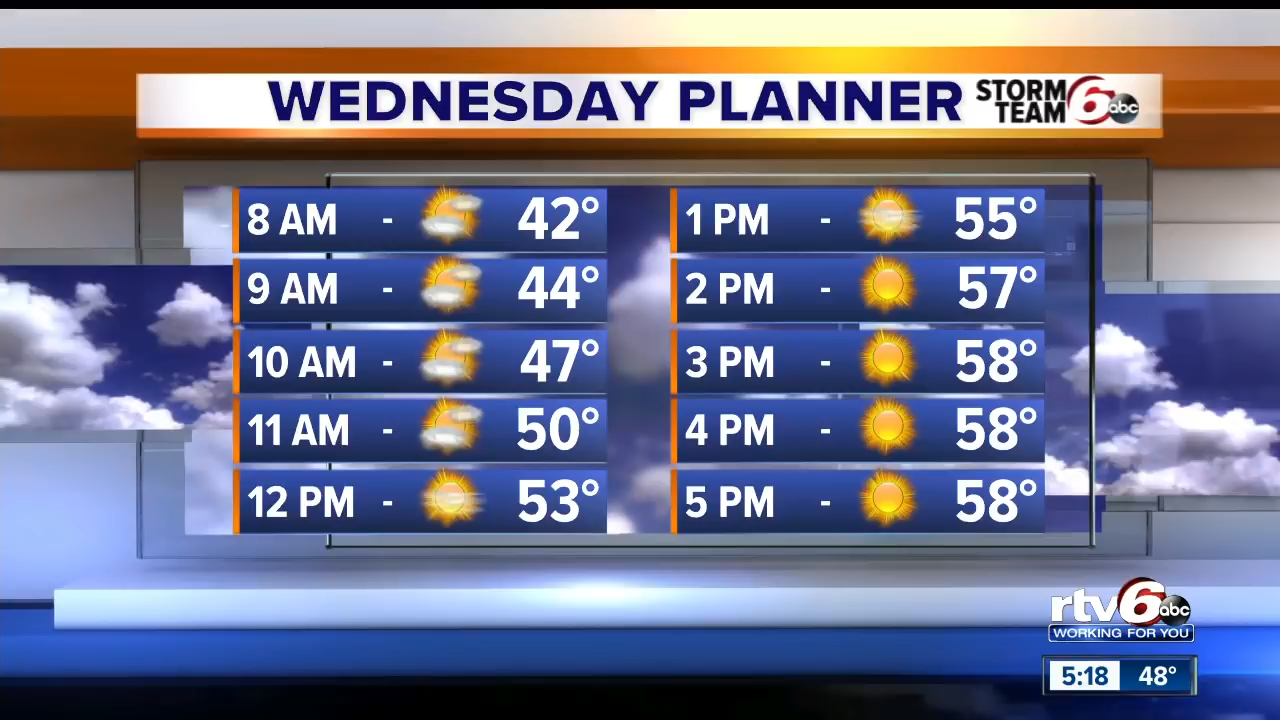 WEDNESDAY PLANNER
STORM
TEAM 6 abc
8 AM - 42°
9 AM - 44°
10 AM - 47°
11 AM - 50°
12 PM - 53°
1 PM - 55°
2 PM - 57°
3 PM - 58°
4 PM - 58°
5 PM - 58°
rtv6 abc
WORKING FOR YOU
5:18 48°